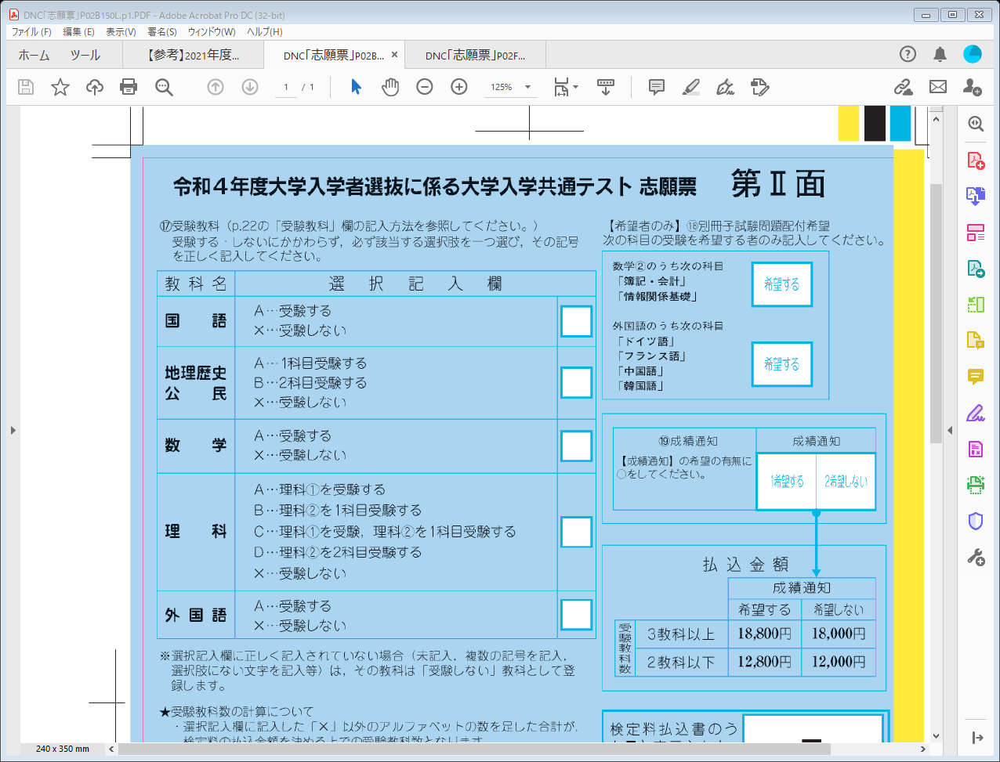 DNC｢志願票｣P02B150L.p1.PDF - Adobe Acrobat Pro DC (32-bit)
ファイル(F) 編集(E) 表示(V) 署名(S) ウィンドウ(W) ヘルプ(H)
ホーム ツール 【参考】2021年度... DNC｢志願票｣P02B... × DNC｢志願票｣P02F...
1 / 1 125%
令和４年度大学入学者選抜に係る大学入学共通テスト 志願票 第Ⅱ面
⑰受験教科（p.22の「受験教科」欄の記入方法を参照してください。）
受験する・しないにかかわらず，必ず該当する選択肢を一つ選び，その記号
を正しく記入してください。
教科名 選択記入欄
国語
A…受験する
×…受験しない
地理歴史
公民
A…1科目受験する
B…2科目受験する
×…受験しない
数学
A…受験する
×…受験しない
理科
A…理科①を受験する
B…理科②を1科目受験する
C…理科①を受験，理科②を1科目受験する
D…理科②を2科目受験する
×…受験しない
外国語
A…受験する
×…受験しない
※選択記入欄に正しく記入されていない場合（未記入，複数の記号を記入，
選択肢にない文字を記入等）は，その教科は「受験しない」教科として登
録します。
★受験教科数の計算について
・選択記入欄に記入した「×」以外のアルファベットの数を足した合計が，
検定料の払込金額を決める上での受験教科数となります。
【希望者のみ】⑱別冊子試験問題配付希望
次の科目の受験を希望する者のみ記入してください。
数学②のうち次の科目
「簿記・会計」
「情報関係基礎」
希望する
外国語のうち次の科目
「ドイツ語」
「フランス語」
「中国語」
「韓国語」
希望する
⑲成績通知 成績通知
【成績通知】の希望の有無に
○をしてください。
1希望する 2希望しない
払込金額
成績通知
希望する 希望しない
受験教科数
3教科以上 18,800円 18,000円
2教科以下 12,800円 12,000円
検定料払込書のう
240 x 350 mm